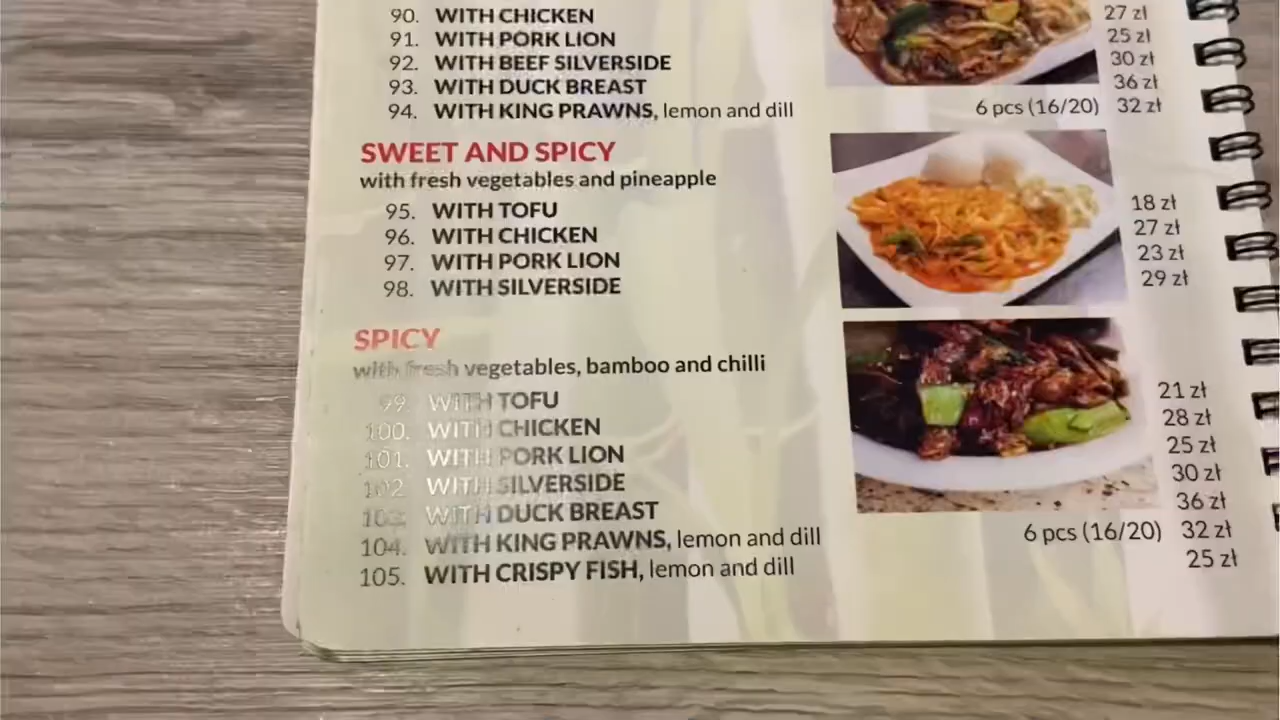 90. WITH CHICKEN 27 zł
91. WITH PORK LION 25 zł
92. WITH BEEF SILVERSIDE 30 zł
93. WITH DUCK BREAST 36 zł
94. WITH KING PRAWNS, lemon and dill 6 pcs (16/20) 32 zł
SWEET AND SPICY
with fresh vegetables and pineapple
95. WITH TOFU 18 zł
96. WITH CHICKEN 27 zł
97. WITH PORK LION 23 zł
98. WITH SILVERSIDE 29 zł
SPICY
with fresh vegetables, bamboo and chilli
99. WITH TOFU 21 zł
100. WITH CHICKEN 28 zł
101. WITH PORK LION 25 zł
102. WITH SILVERSIDE 30 zł
103. WITH DUCK BREAST 36 zł
104. WITH KING PRAWNS, lemon and dill 6 pcs (16/20) 32 zł
105. WITH CRISPY FISH, lemon and dill 25 zł